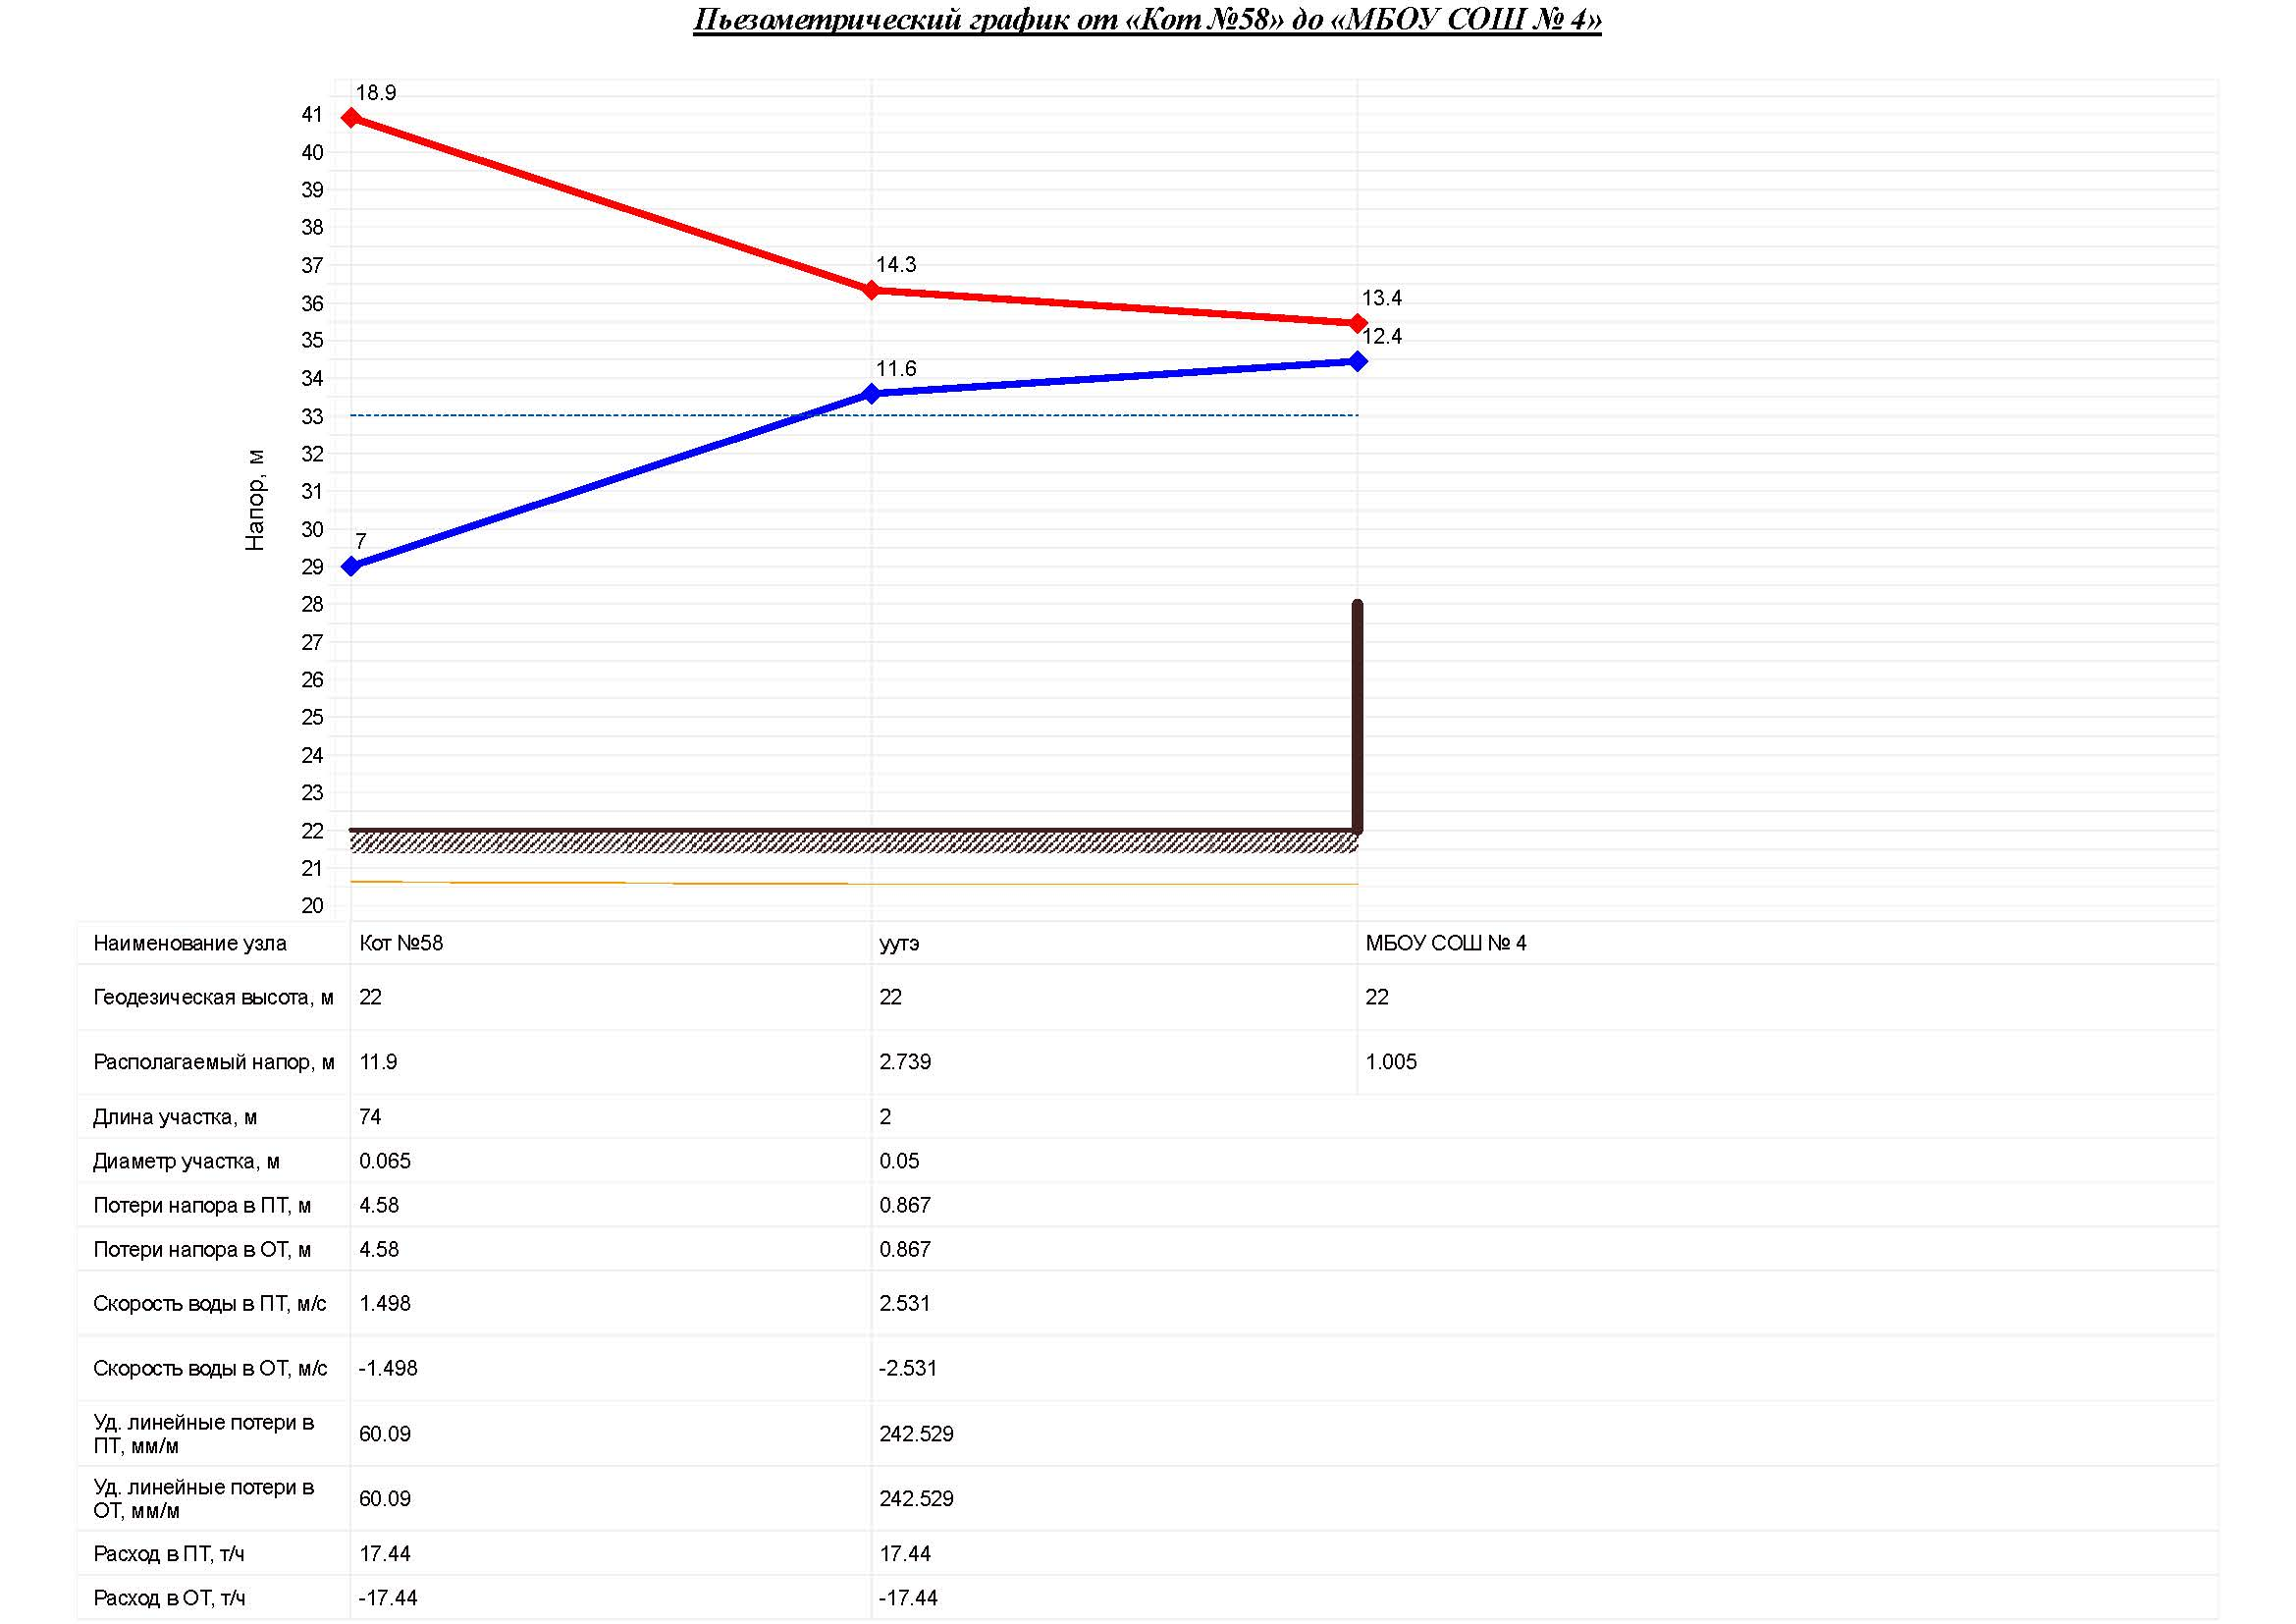 Пьезометрический график от «Кот №58» до «МБОУ СОШ № 4»
18.9
41
40
39
38
14.3
37
13.4
36
12.4
35
11.6
34
33
32
Напор, м
31
30
7
29
28
27
26
25
24
23
22
21
20
Наименование узла Кот №58 уутэ МБОУ СОШ № 4
Геодезическая высота, м 22 22 22
Располагаемый напор, м 11.9 2.739 1.005
Длина участка, м 74 2
Диаметр участка, м 0.065 0.05
Потери напора в ПТ, м 4.58 0.867
Потери напора в ОТ, м 4.58 0.867
Скорость воды в ПТ, м/с 1.498 2.531
Скорость воды в ОТ, м/с -1.498 -2.531
Уд. линейные потери в
ПТ, мм/м 60.09 242.529
Уд. линейные потери в
ОТ, мм/м 60.09 242.529
Расход в ПТ, т/ч 17.44 17.44
Расход в ОТ, т/ч -17.44 -17.44